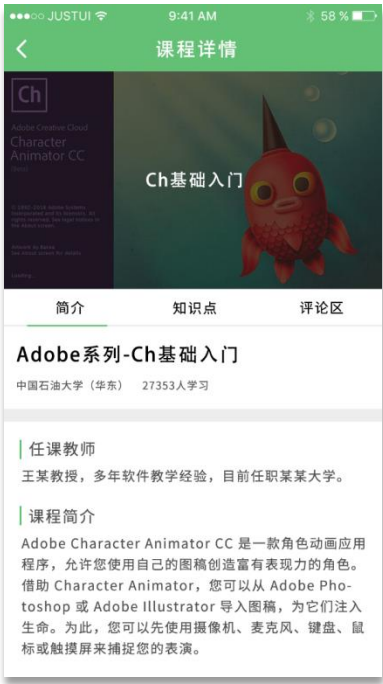 JUSTUI 9:41 AM 58 %
课程详情
Ch
Adobe Creative Cloud
Character
Animator CC
Ch基础入门
Loading...
简介 知识点 评论区
Adobe系列-Ch基础入门
中国石油大学（华东） 27353人学习
任课教师
王某教授，多年软件教学经验，目前任职某某大学。
课程简介
Adobe Character Animator CC 是一款角色动画应用
程序，允许您使用自己的图稿创造富有表现力的角色。
借助 Character Animator，您可以从 Adobe Pho-
toshop 或 Adobe Illustrator 导入图稿，为它们注入
生命。为此，您可以先使用摄像机、麦克风、键盘、鼠
标或触摸屏来捕捉您的表演。